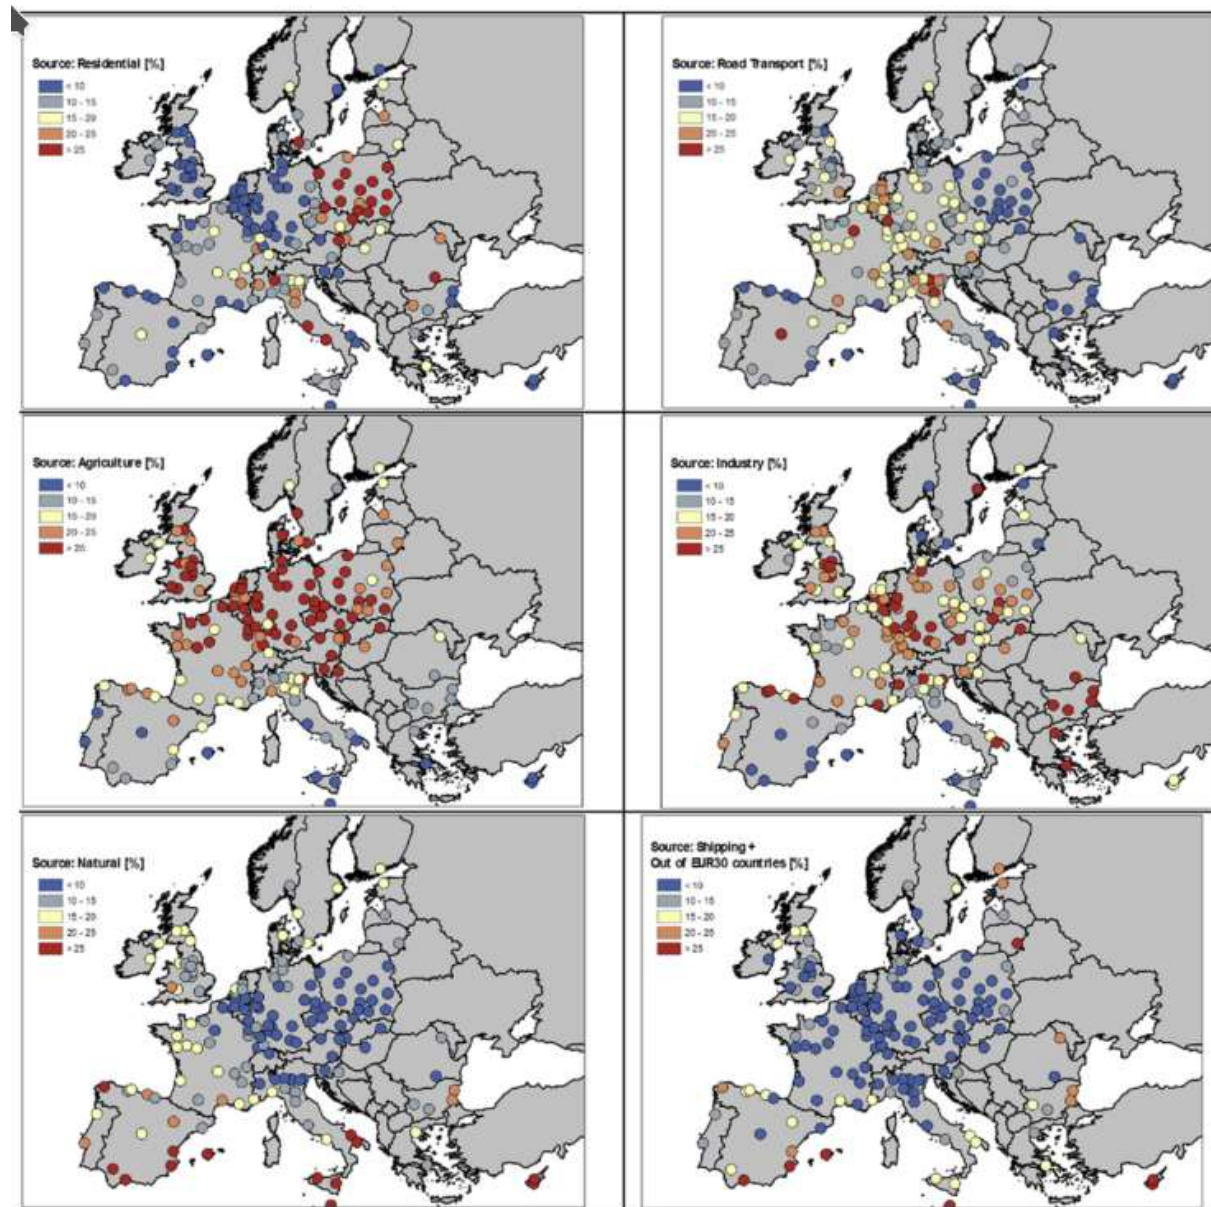 Source: Residential [%]
< 10
10 - 15
15 - 20
20 - 25
> 25
Source: Road Transport [%]
< 10
10 - 15
15 - 20
20 - 25
> 25
Source: Agriculture [%]
< 10
10 - 15
15 - 20
20 - 25
> 25
Source: Industry [%]
< 10
10 - 15
15 - 20
20 - 25
> 25
Source: Natural [%]
< 10
10 - 15
15 - 20
20 - 25
> 25
Source: Shipping +
Out of EUR30 countries [%]
< 10
10 - 15
15 - 20
20 - 25
> 25